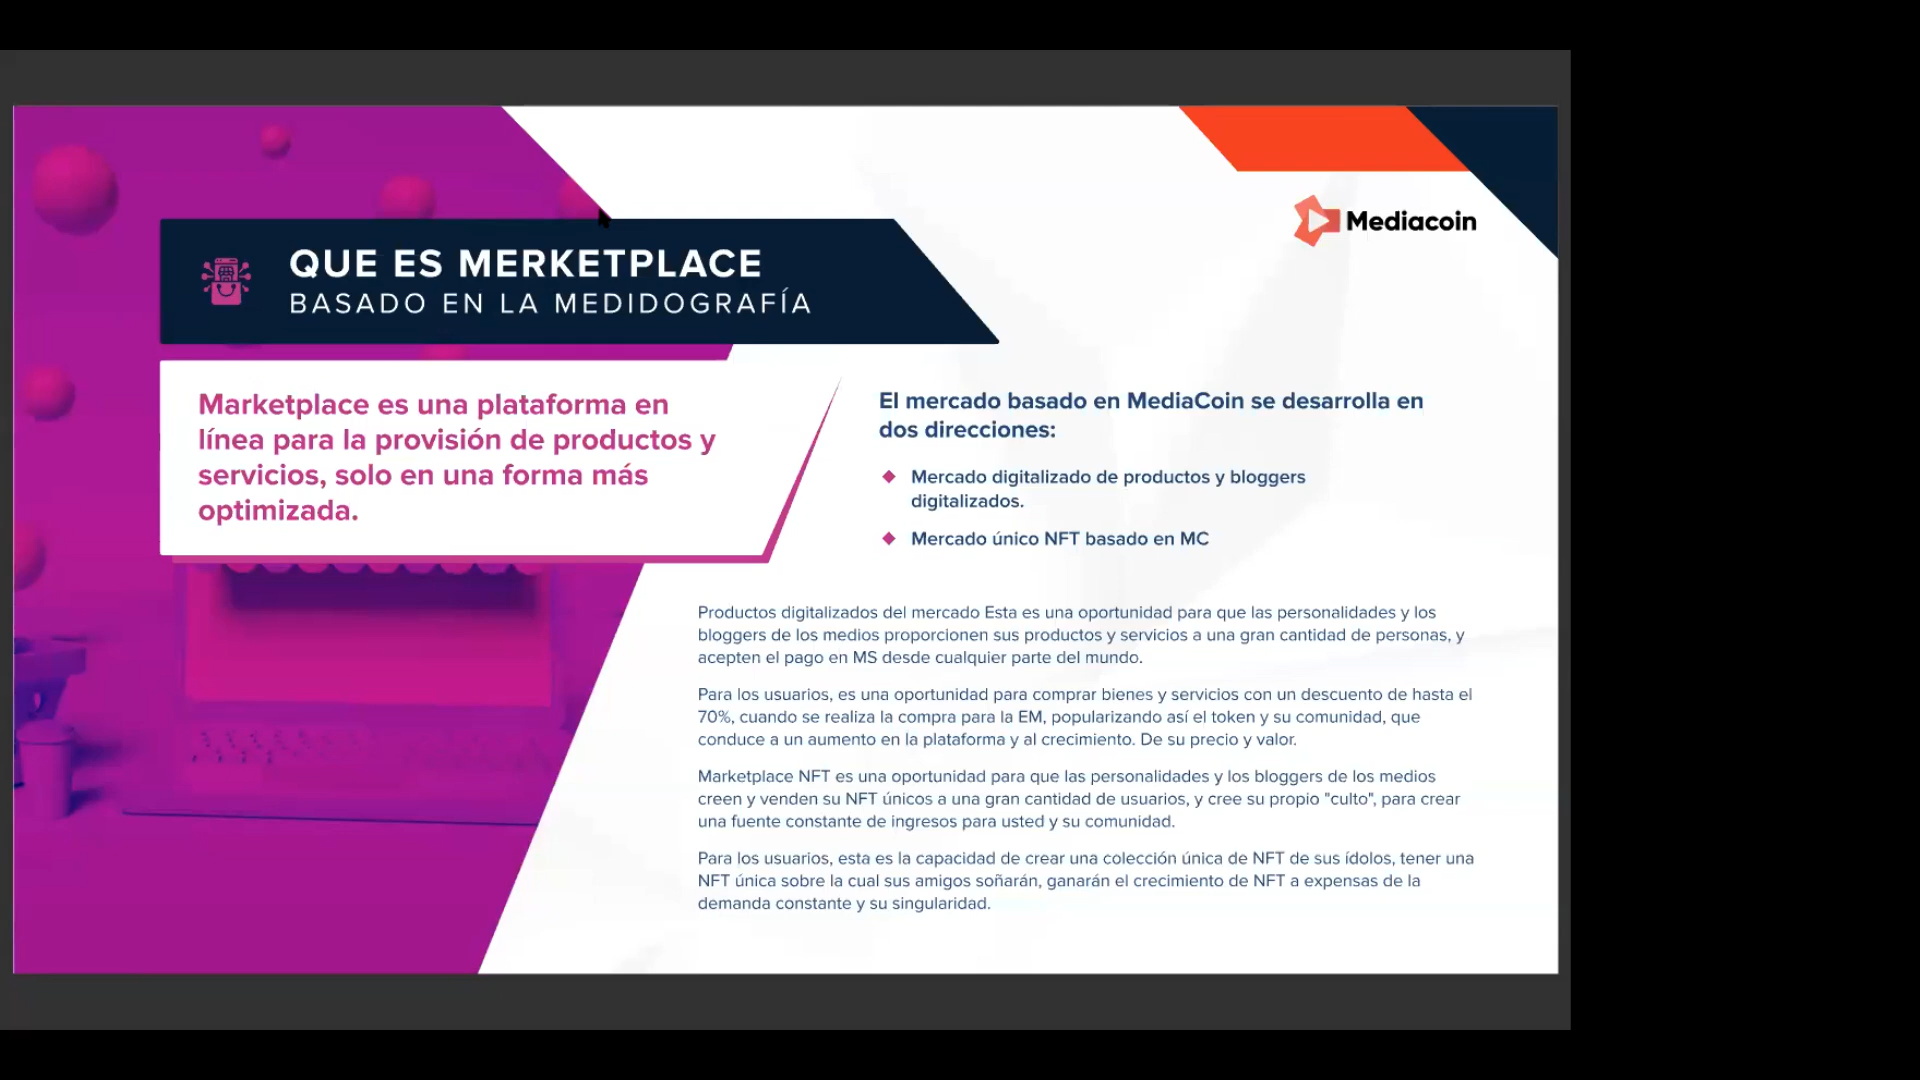 Mediacoin
QUE ES MERKETPLACE
BASADO EN LA MEDIDOGRAFÍA
Marketplace es una plataforma en
línea para la provisión de productos y
servicios, solo en una forma más
optimizada.
El mercado basado en MediaCoin se desarrolla en
dos direcciones:
Mercado digitalizado de productos y bloggers
digitalizados.
Mercado único NFT basado en MC
Productos digitalizados del mercado Esta es una oportunidad para que las personalidades y los
bloggers de los medios proporcionen sus productos y servicios a una gran cantidad de personas, y
acepten el pago en MS desde cualquier parte del mundo.
Para los usuarios, es una oportunidad para comprar bienes y servicios con un descuento de hasta el
70%, cuando se realiza la compra para la EM, popularizando así el token y su comunidad, que
conduce a un aumento en la plataforma y al crecimiento. De su precio y valor.
Marketplace NFT es una oportunidad para que las personalidades y los bloggers de los medios
creen y venden su NFT únicos a una gran cantidad de usuarios, y cree su propio "culto", para crear
una fuente constante de ingresos para usted y su comunidad.
Para los usuarios, esta es la capacidad de crear una colección única de NFT de sus ídolos, tener una
NFT única sobre la cual sus amigos soñarán, ganarán el crecimiento de NFT a expensas de la
demanda constante y su singularidad.